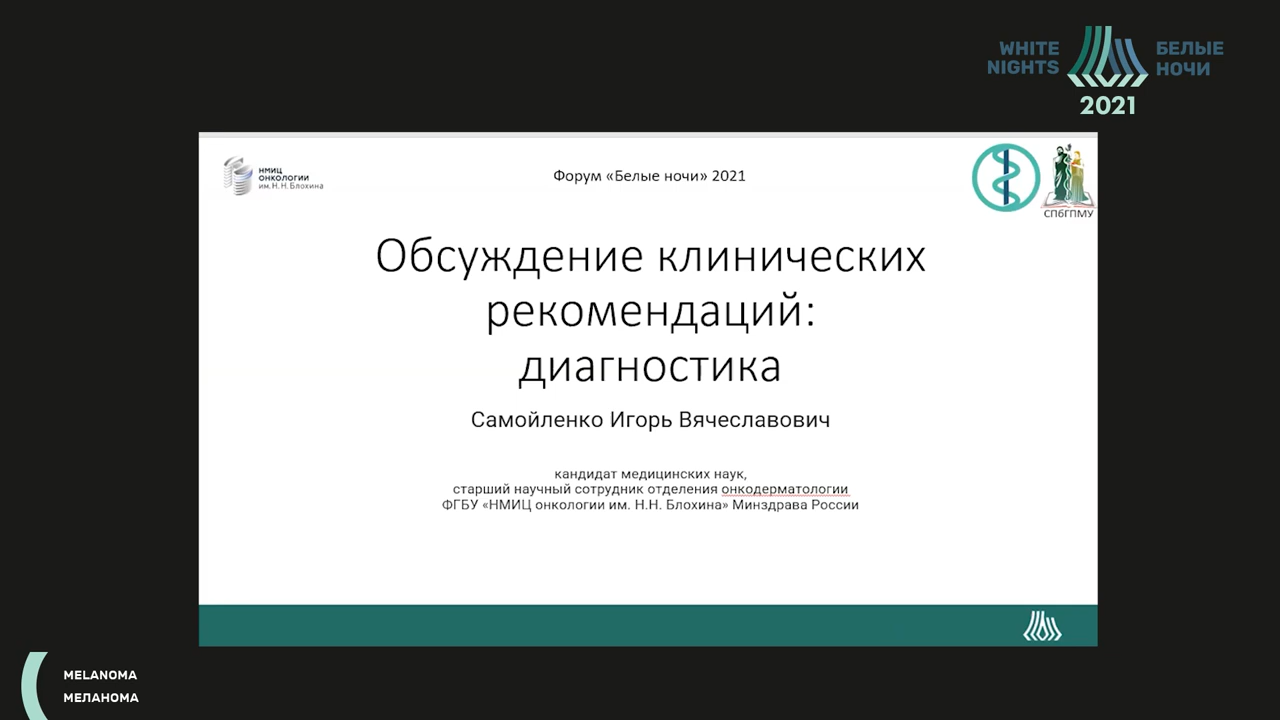 WHITE
NIGHTS
БЕЛЫЕ
НОЧИ
2021
НМИЦ
ОНКОЛОГИИ
им. Н. Н. Блохина
Форум «Белые ночи» 2021
СПбГПМУ
Обсуждение клинических
рекомендаций:
диагностика
Самойленко Игорь Вячеславович
кандидат медицинских наук,
старший научный сотрудник отделения онкодерматологии
ФГБУ «НМИЦ онкологии им. Н.Н. Блохина» Минздрава России
MELANOMA
МЕЛАНОМА